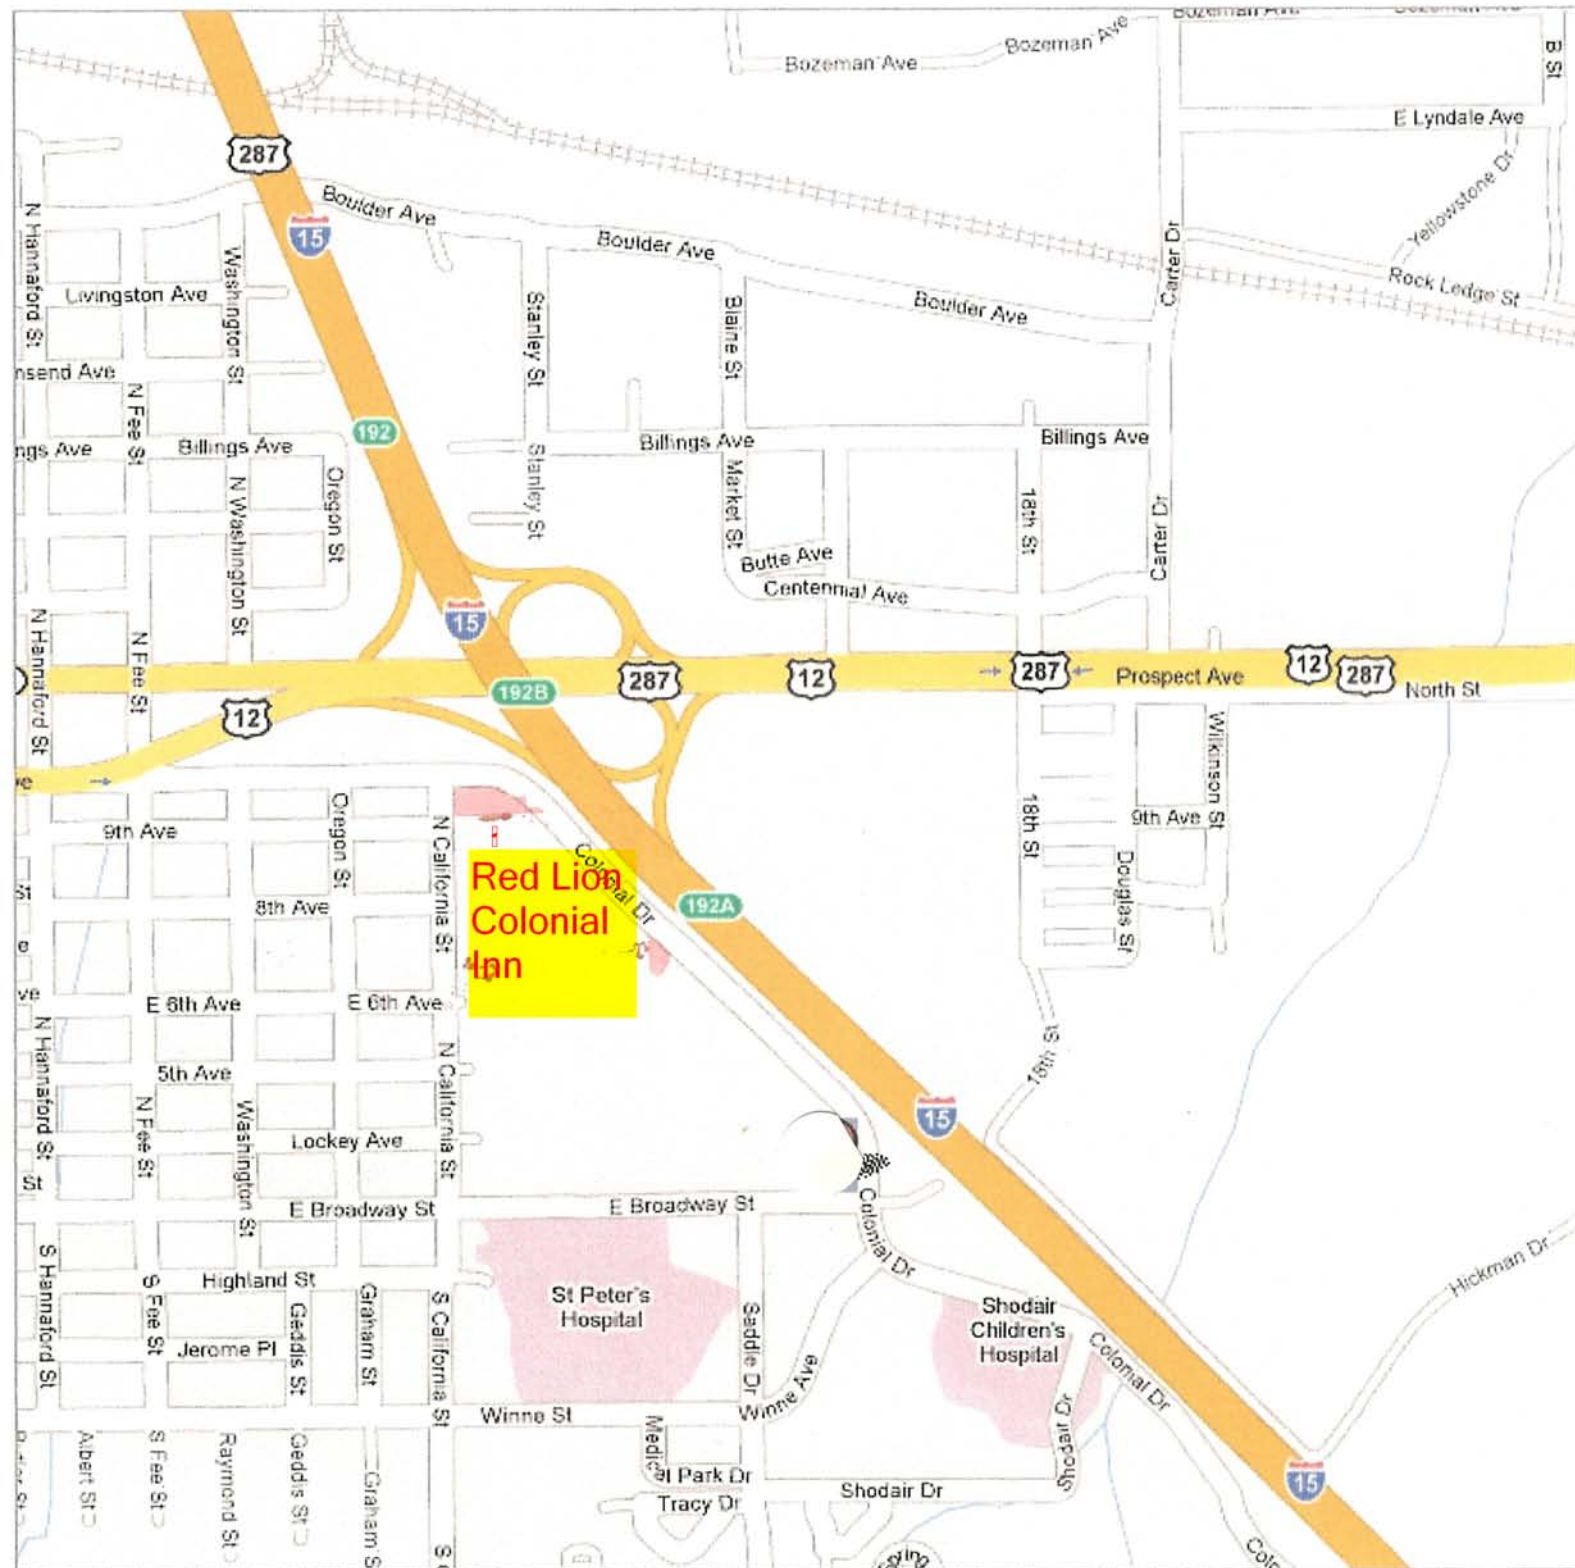 Bozeman Ave
Bozeman Ave
Bozeman Ave
B St
E Lyndale Ave
287
Yellowstone Dr
Boulder Ave
15
Boulder Ave
Carter Dr
N Hannaford St
Washington St
Livingston Ave
Stanley St
Blaine St
Boulder Ave
Rock Ledge St
nsend Ave
N Fee St
192
ngs Ave
Billings Ave
Billings Ave
Billings Ave
Oregon St
N Washington St
Stanley St
Market St
18th St
Carter Dr
Butte Ave
Centennial Ave
N Hannaford St
N Fee St
15
192B
287
12
287
Prospect Ave
12
287
North St
12
Wilkinson St
ve
9th Ave
Oregon St
N California St
18th St
9th Ave
Douglas St
St
8th Ave
Red Lion
Colonial
Inn
Colonial Dr
192A
e
ve
E 6th Ave
E 6th Ave
N Hannaford St
5th Ave
N California St
18th St
N Fee St
Washington St
Lockey Ave
15
St
E Broadway St
E Broadway St
Colonial Dr
S Hannaford St
S Fee St
Highland St
Geddis St
Graham St
S California St
St Peter's
Hospital
Saddle Dr
Shodair
Children's
Hospital
Hickman Dr
Jerome Pl
Colonial Dr
Winne St
Winne Ave
Shodair Dr
Albert St
S Fee St
Raymond St
Geddis St
Graham S
Medical Park Dr
Shodair Dr
Tracy Dr
15
S C
pring
Colo